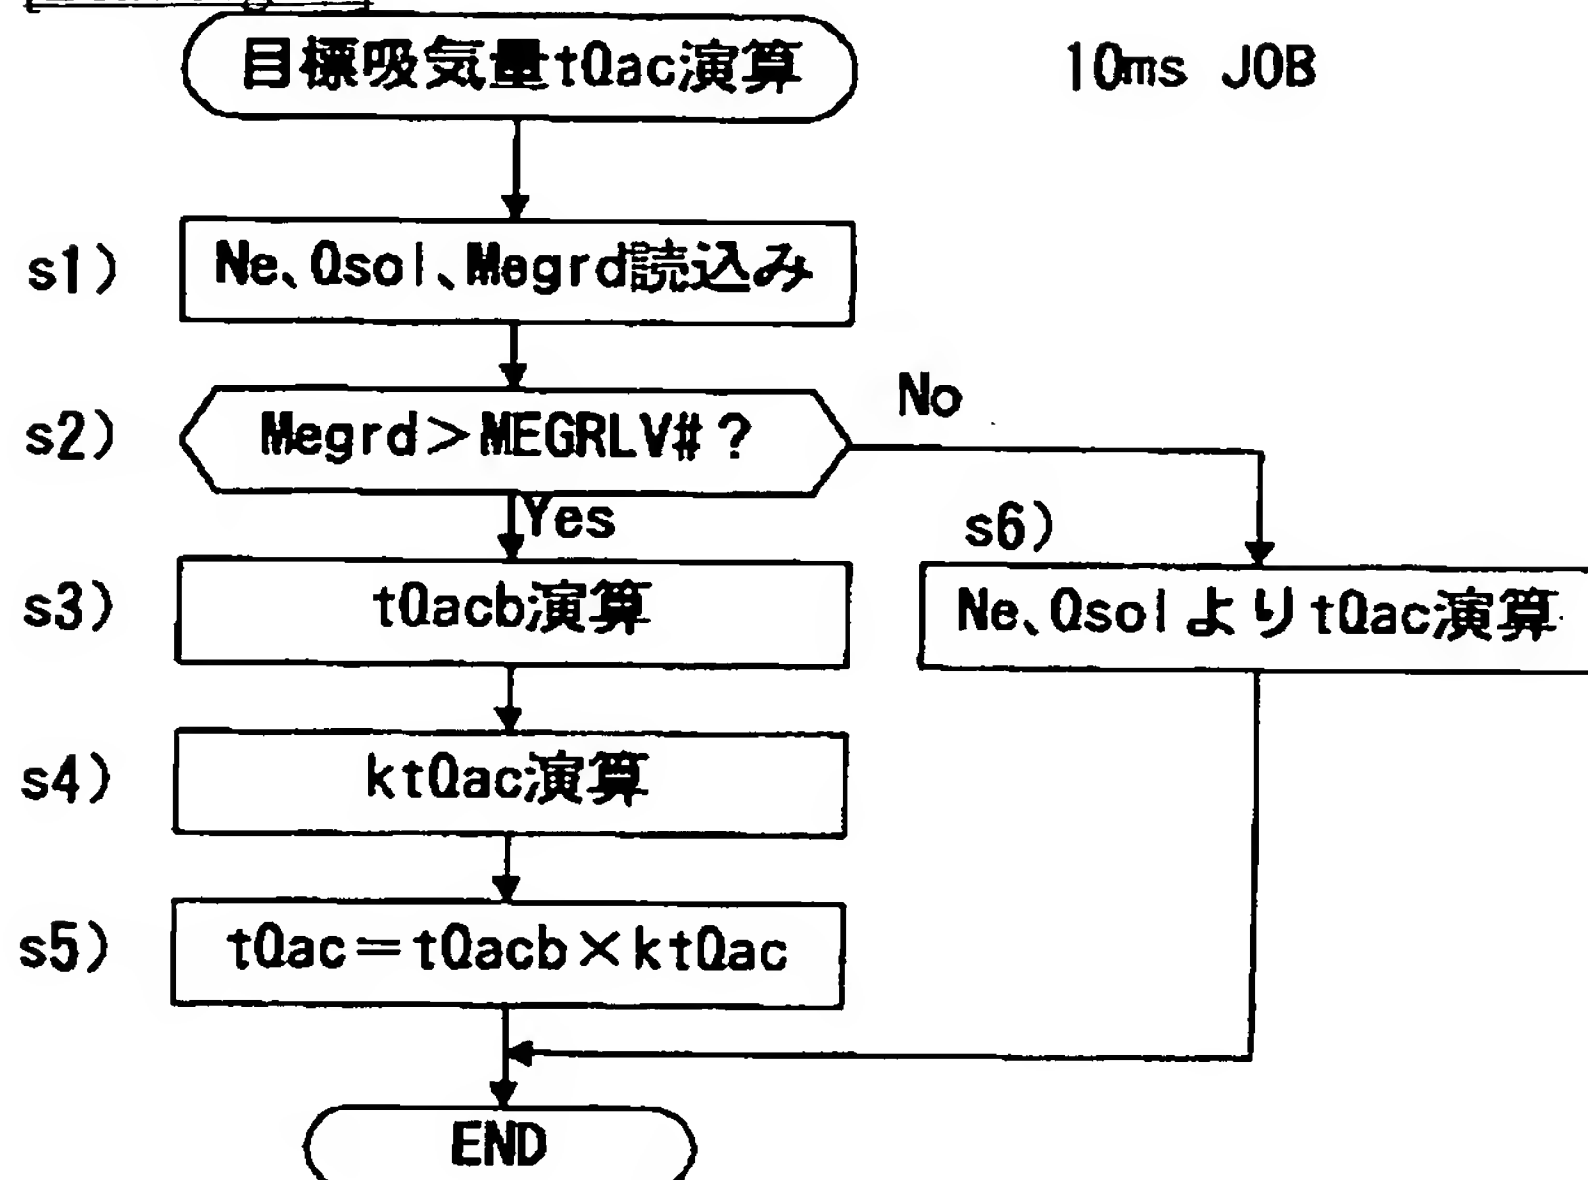 目標吸気量tQac演算
10ms JOB
s1)
Ne、Qsol、Megrd読込み
s2)
Megrd>MEGRLV#?
No
Yes
s3)
tQacb演算
s6)
Ne、QsolよりtQac演算
s4)
ktQac演算
s5)
tQac=tQacb×ktQac
END